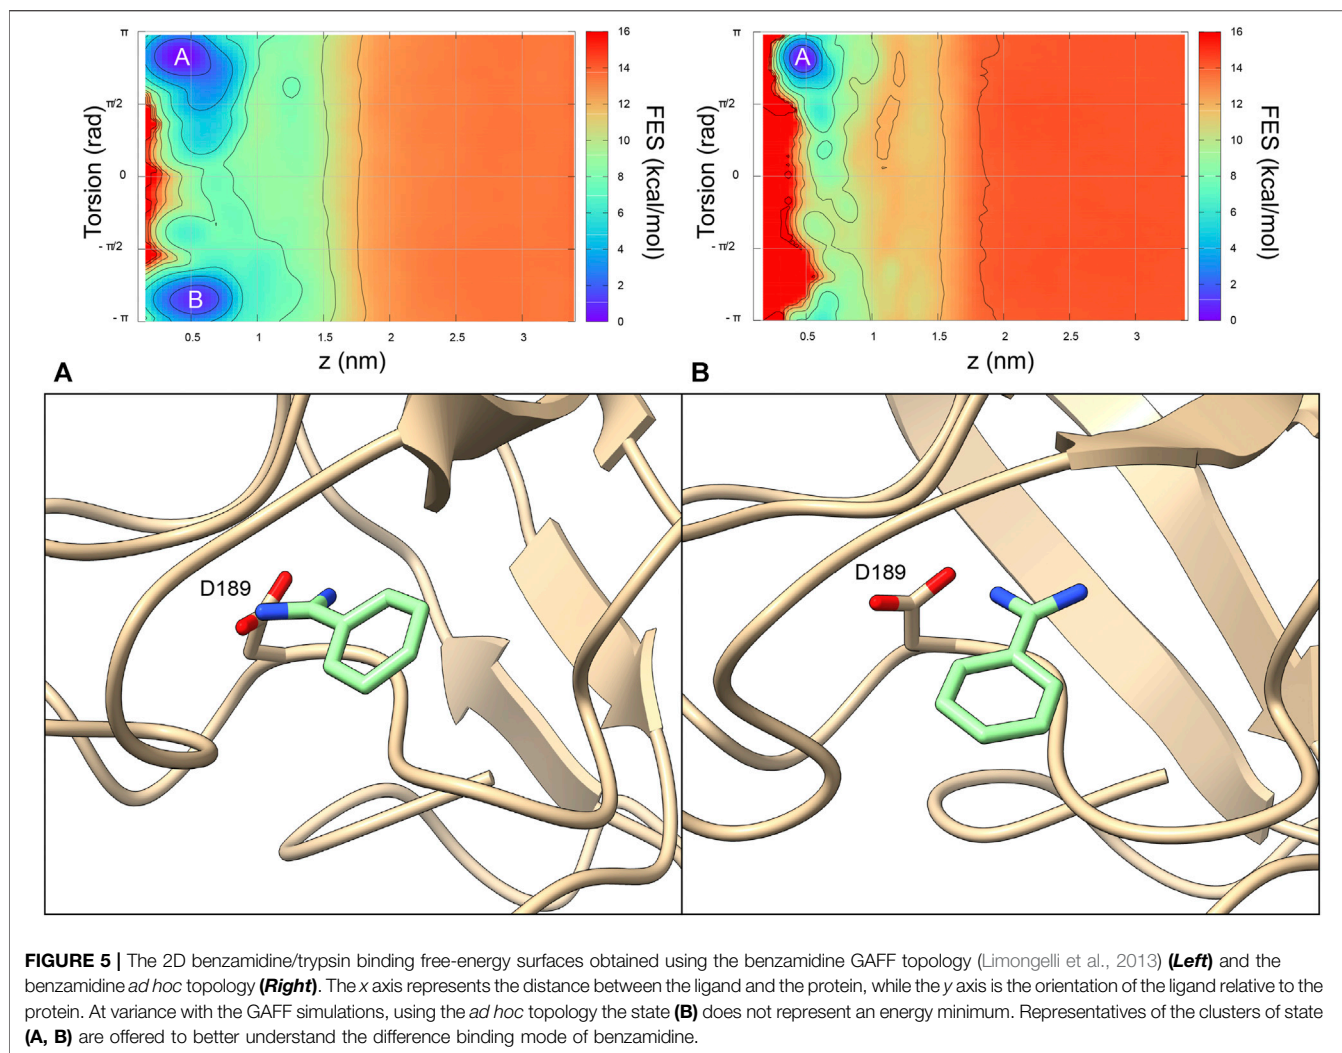 π
π/2
0
- π/2
- π
Torsion (rad)
A
B
0.5 1 1.5 2 2.5 3
z (nm)
16
14
12
10
8
6
4
2
0
FES (kcal/mol)
π
π/2
0
- π/2
- π
Torsion (rad)
A
0.5 1 1.5 2 2.5 3
z (nm)
16
14
12
10
8
6
4
2
0
FES (kcal/mol)
A
B
D189
D189
FIGURE 5 | The 2D benzamidine/trypsin binding free-energy surfaces obtained using the benzamidine GAFF topology (Limongelli et al., 2013) (Left) and the
benzamidine ad hoc topology (Right). The x axis represents the distance between the ligand and the protein, while the y axis is the orientation of the ligand relative to the
protein. At variance with the GAFF simulations, using the ad hoc topology the state (B) does not represent an energy minimum. Representatives of the clusters of state
(A, B) are offered to better understand the difference binding mode of benzamidine.